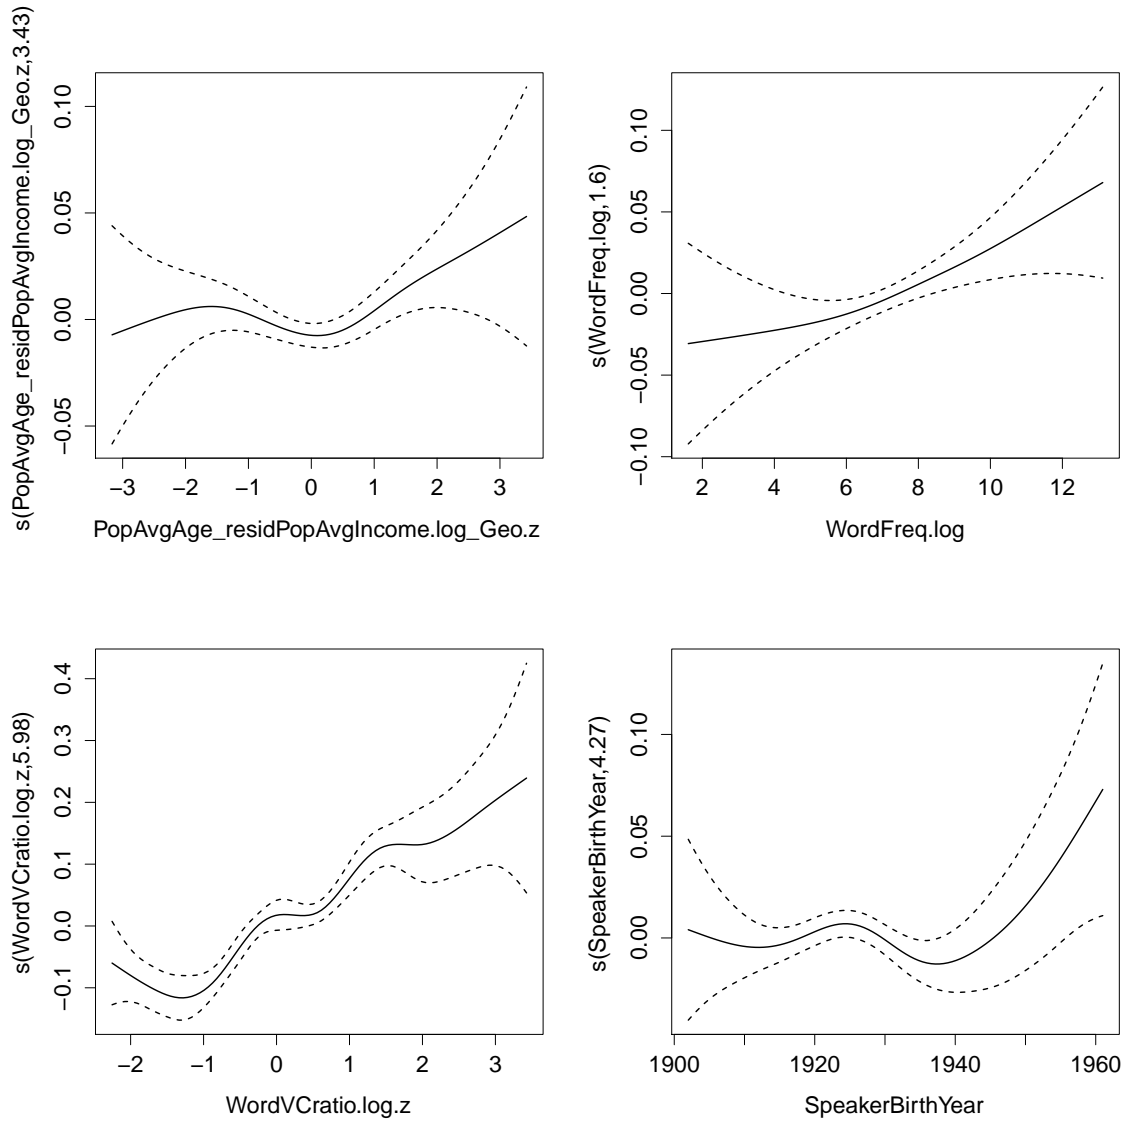 s(PopAvgAge_residPopAvgIncome.log_Geo.z,3.43)
0.10
0.05
0.00
−0.05
−3 −2 −1 0 1 2 3
PopAvgAge_residPopAvgIncome.log_Geo.z
s(WordFreq.log,1.6)
0.10
0.05
0.00
−0.05
−0.10
2 4 6 8 10 12
WordFreq.log
s(WordVCratio.log.z,5.98)
0.4
0.3
0.2
0.1
0.0
−0.1
−2 −1 0 1 2 3
WordVCratio.log.z
s(SpeakerBirthYear,4.27)
0.10
0.05
0.00
1900 1920 1940 1960
SpeakerBirthYear